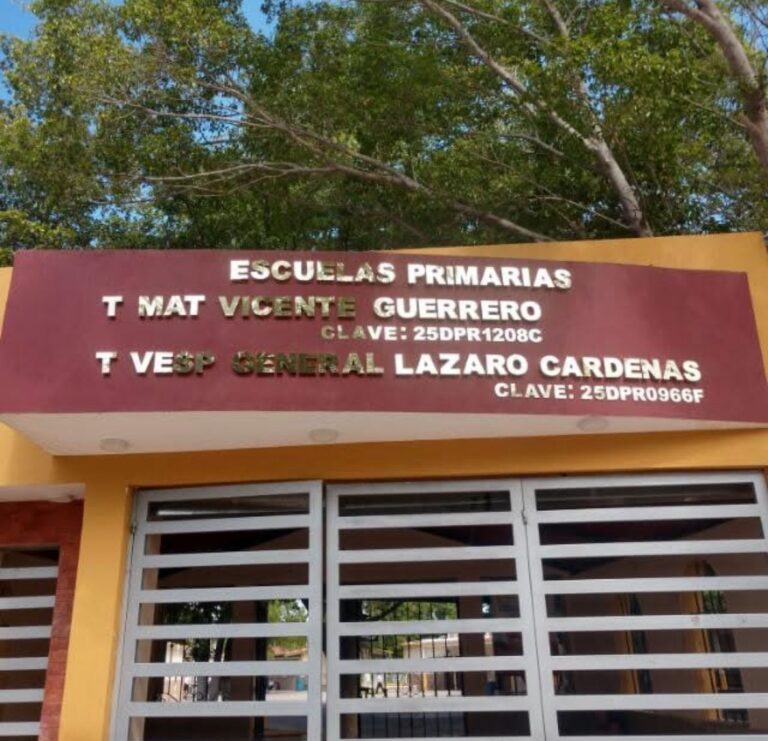 ESCUELAS PRIMARIAS
T MAT VICENTE GUERRERO
CLAVE: 25DPR1208C
T VESP GENERAL LAZARO CARDENAS
CLAVE: 25DPR0966F